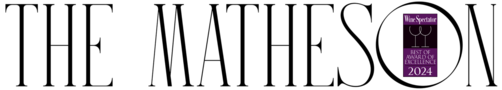 THE MATHESON
Wine Spectator
BEST OF
AWARD OF
EXCELLENCE
2024